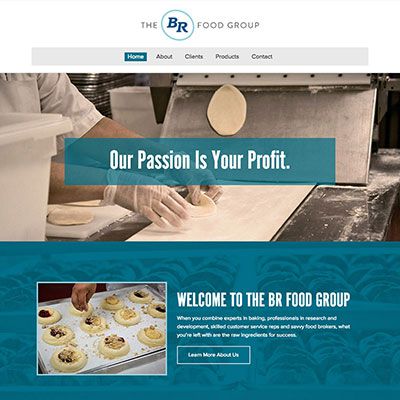 THE BR FOOD GROUP
Home About Clients Products Contact
Our Passion Is Your Profit.
WELCOME TO THE BR FOOD GROUP
When you combine experts in baking, professionals in research and
development, skilled customer service reps and savvy food brokers, what
you're left with are the raw ingredients for success.
Learn More About Us